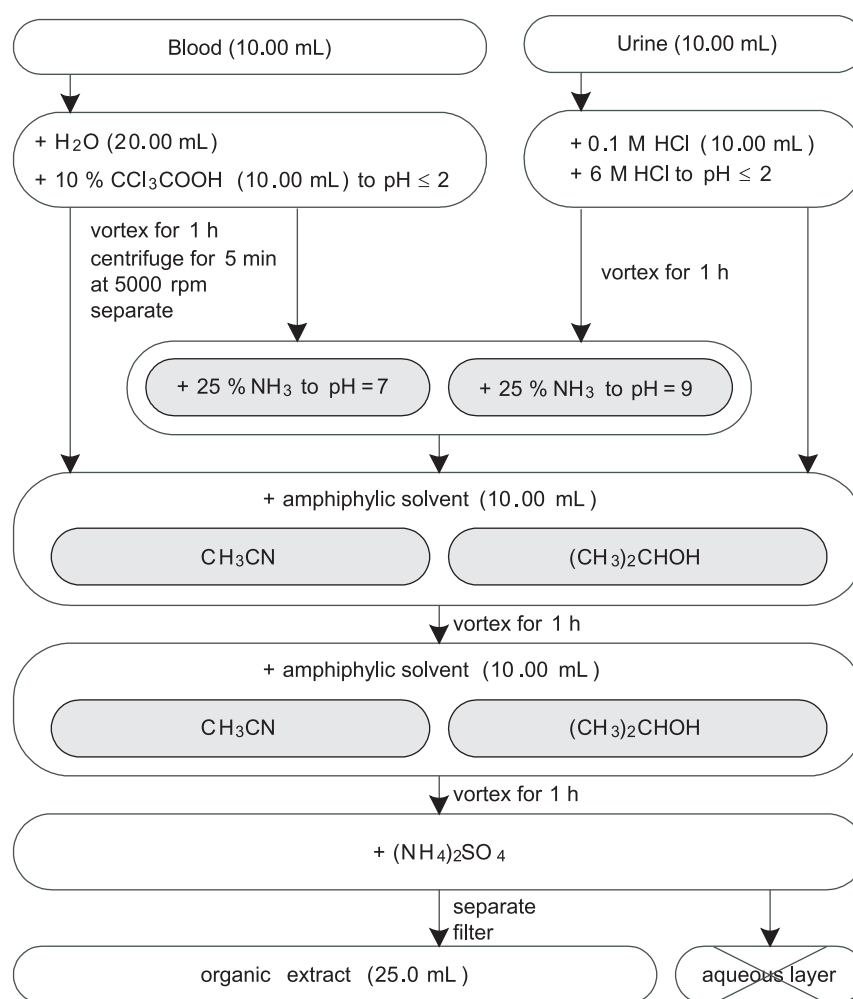 Blood (10.00 mL)
Urine (10.00 mL)
+ H₂O (20.00 mL)
+ 10 % CCl₃COOH (10.00 mL) to pH ≤ 2
+ 0.1 M HCl (10.00 mL)
+ 6 M HCl to pH ≤ 2
vortex for 1 h
centrifuge for 5 min
at 5000 rpm
separate
vortex for 1 h
+ 25 % NH₃ to pH = 7
+ 25 % NH₃ to pH = 9
+ amphiphylic solvent (10.00 mL)
CH₃CN
(CH₃)₂CHOH
vortex for 1 h
+ amphiphylic solvent (10.00 mL)
CH₃CN
(CH₃)₂CHOH
vortex for 1 h
+ (NH₄)₂SO₄
separate
filter
organic extract (25.0 mL)
aqueous layer